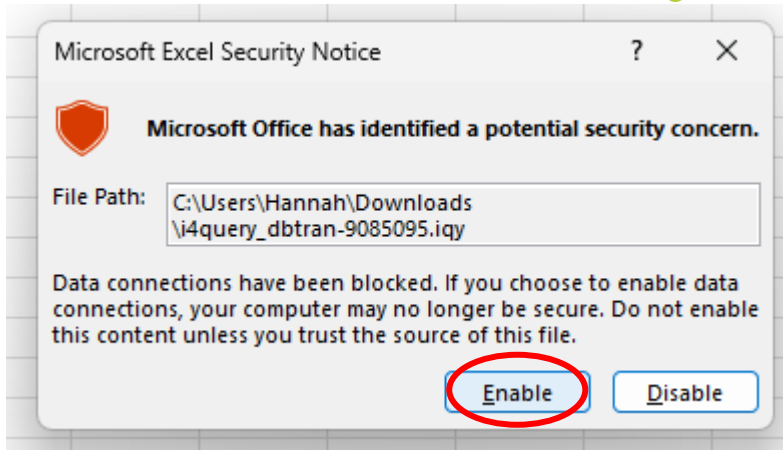 Microsoft Excel Security Notice ? ×
Microsoft Office has identified a potential security concern.
File Path: C:\Users\Hannah\Downloads
\i4query_dbtran-9085095.iqy
Data connections have been blocked. If you choose to enable data
connections, your computer may no longer be secure. Do not enable
this content unless you trust the source of this file.
Enable Disable